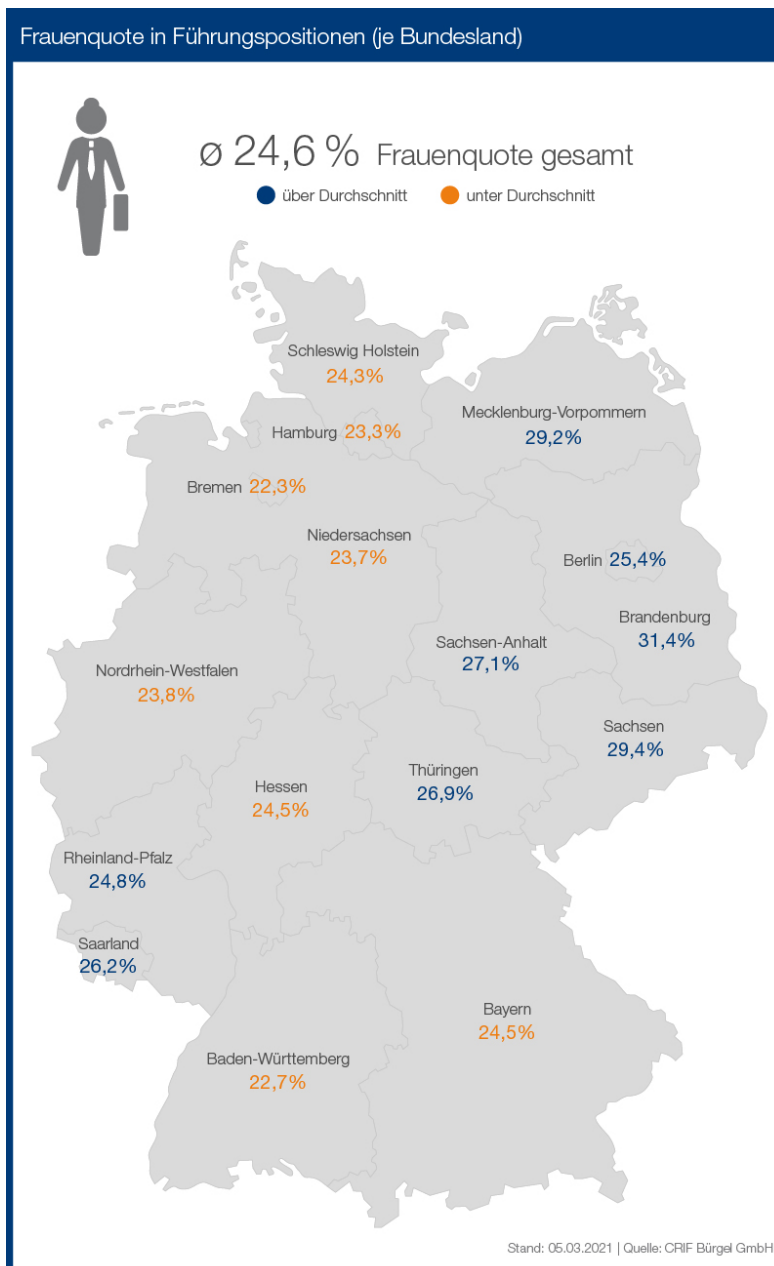 Frauenquote in Führungspositionen (je Bundesland)
ø 24,6 % Frauenquote gesamt
über Durchschnitt unter Durchschnitt
Schleswig Holstein
24,3%
Mecklenburg-Vorpommern
29,2%
Hamburg 23,3%
Bremen 22,3%
Niedersachsen
23,7%
Berlin 25,4%
Brandenburg
31,4%
Sachsen-Anhalt
27,1%
Nordrhein-Westfalen
23,8%
Sachsen
29,4%
Thüringen
26,9%
Hessen
24,5%
Rheinland-Pfalz
24,8%
Saarland
26,2%
Bayern
24,5%
Baden-Württemberg
22,7%
Stand: 05.03.2021 | Quelle: CRIF Bürgel GmbH